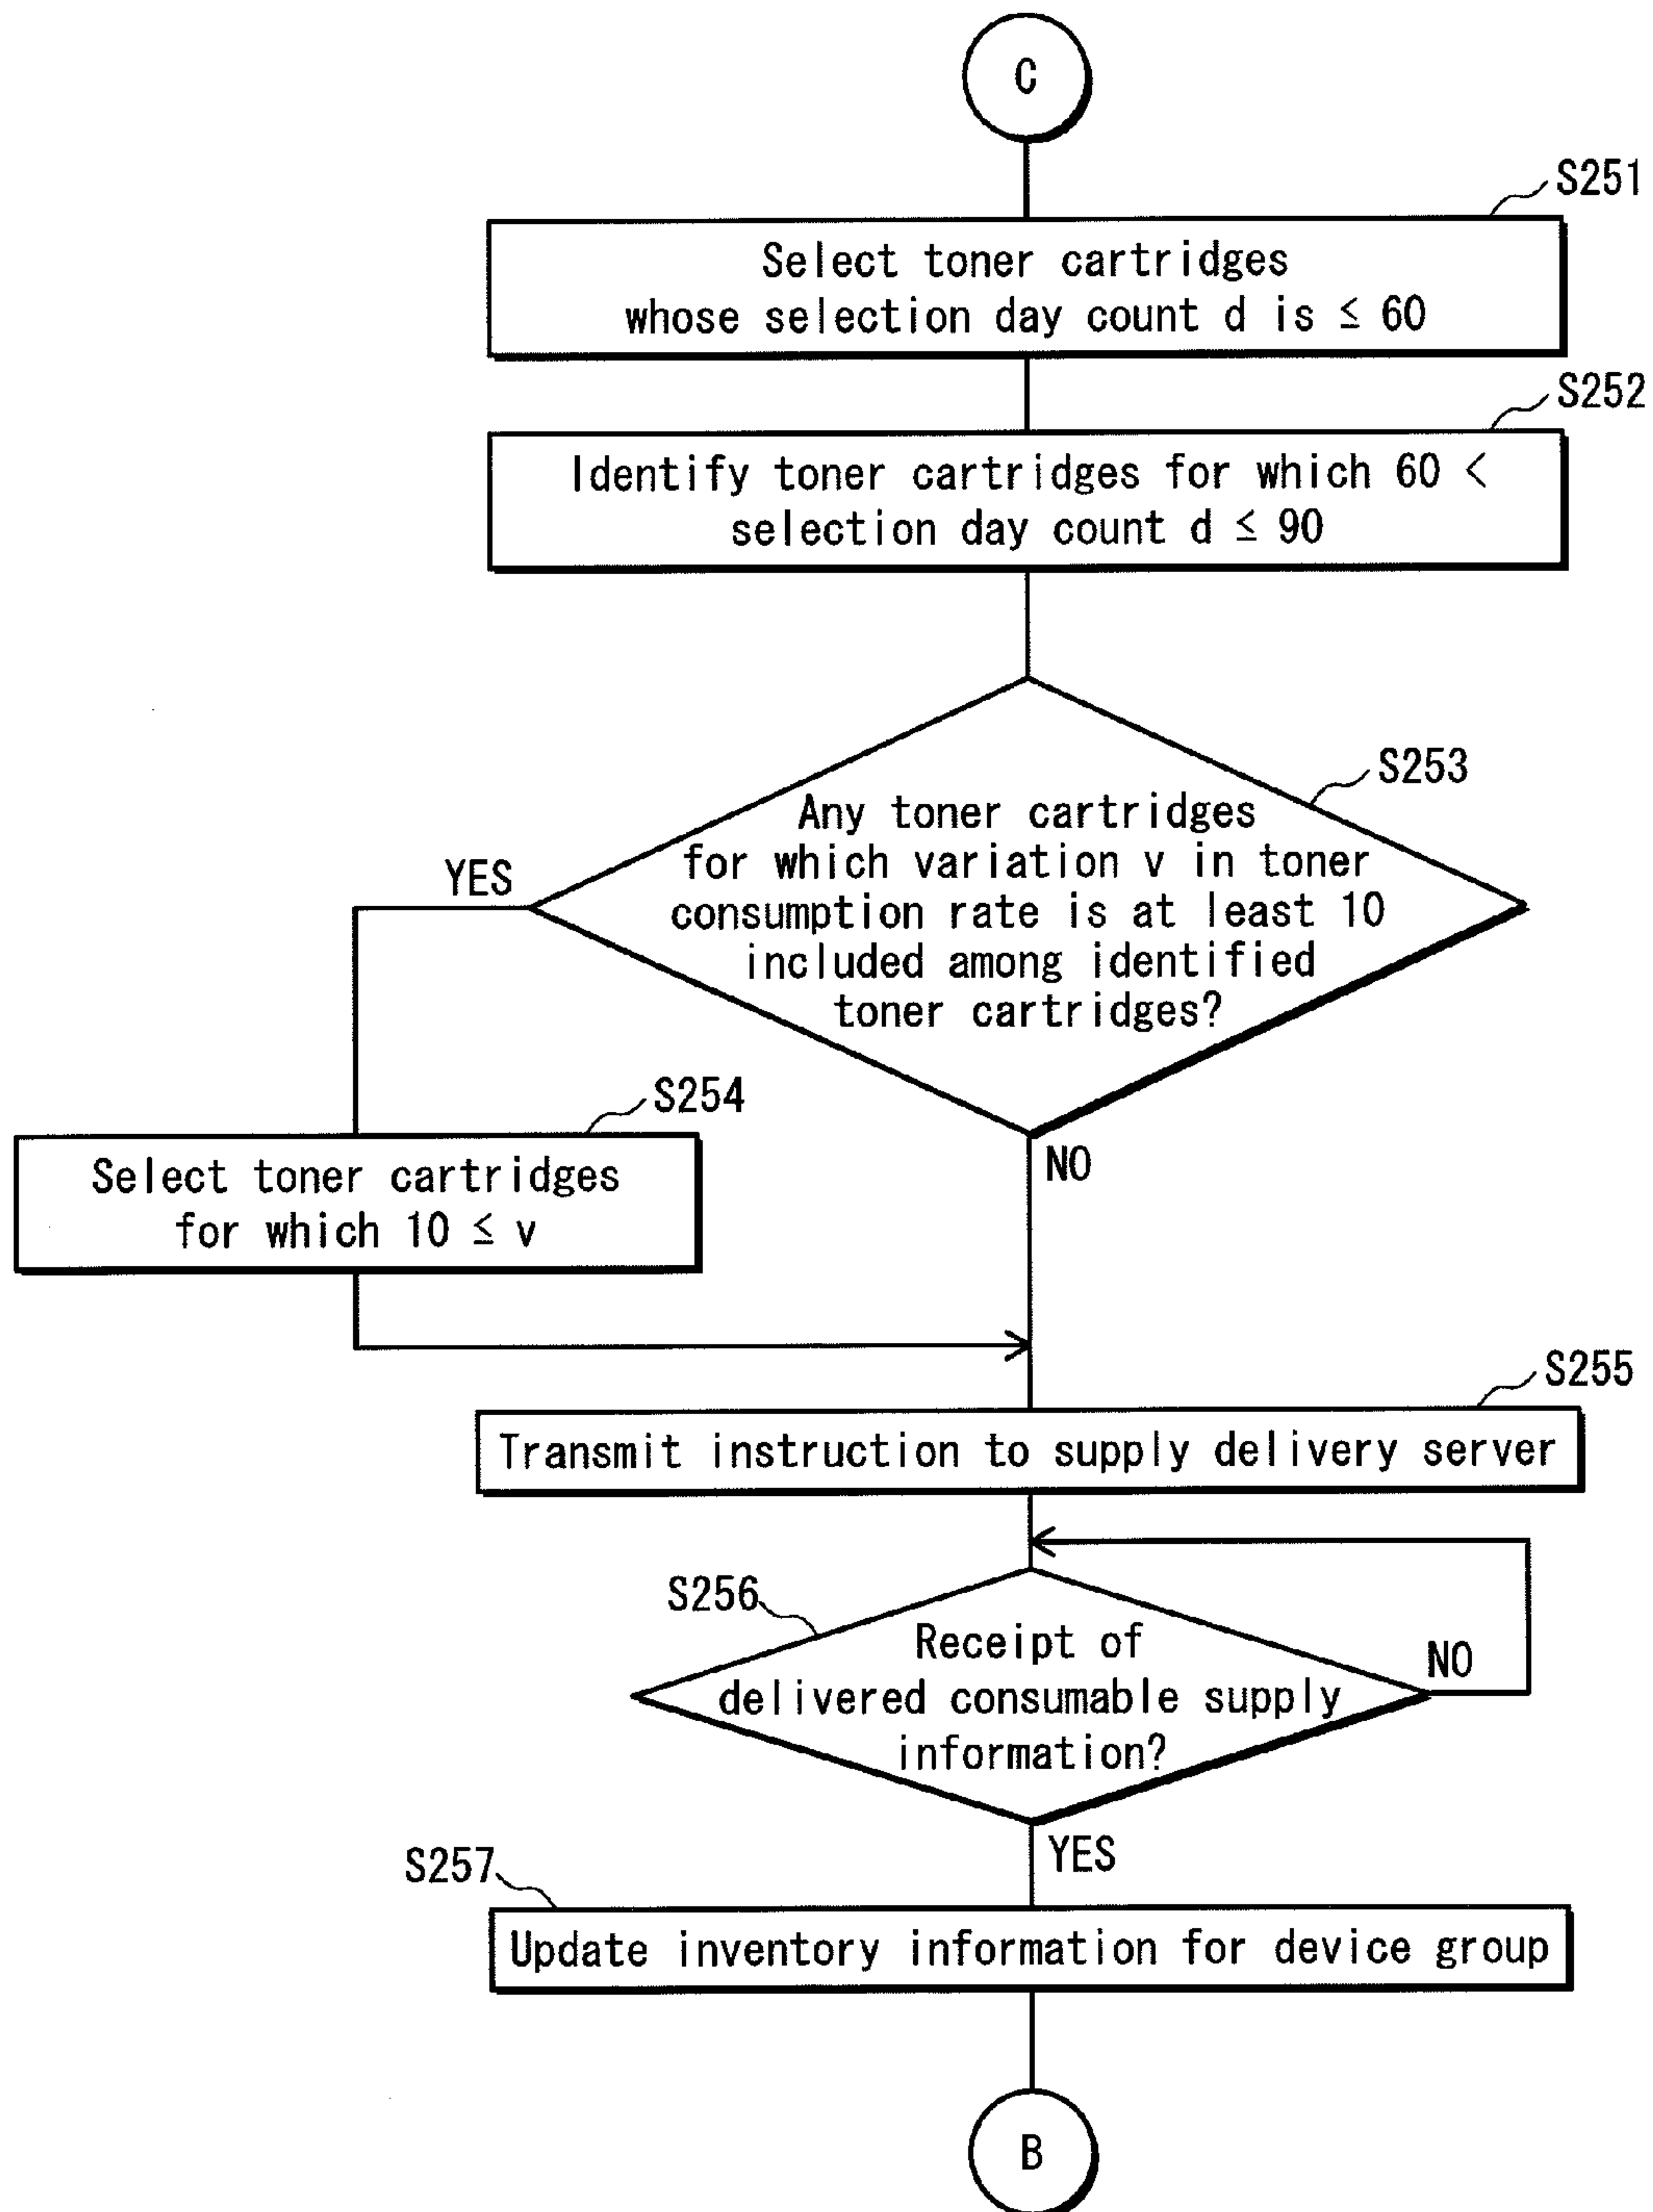 C
S251
Select toner cartridges
whose selection day count d is ≤ 60
S252
Identify toner cartridges for which 60 <
selection day count d ≤ 90
S253
Any toner cartridges
for which variation v in toner
consumption rate is at least 10
included among identified
toner cartridges?
YES
NO
S254
Select toner cartridges
for which 10 ≤ v
S255
Transmit instruction to supply delivery server
S256
Receipt of
delivered consumable supply
information?
NO
YES
S257
Update inventory information for device group
B